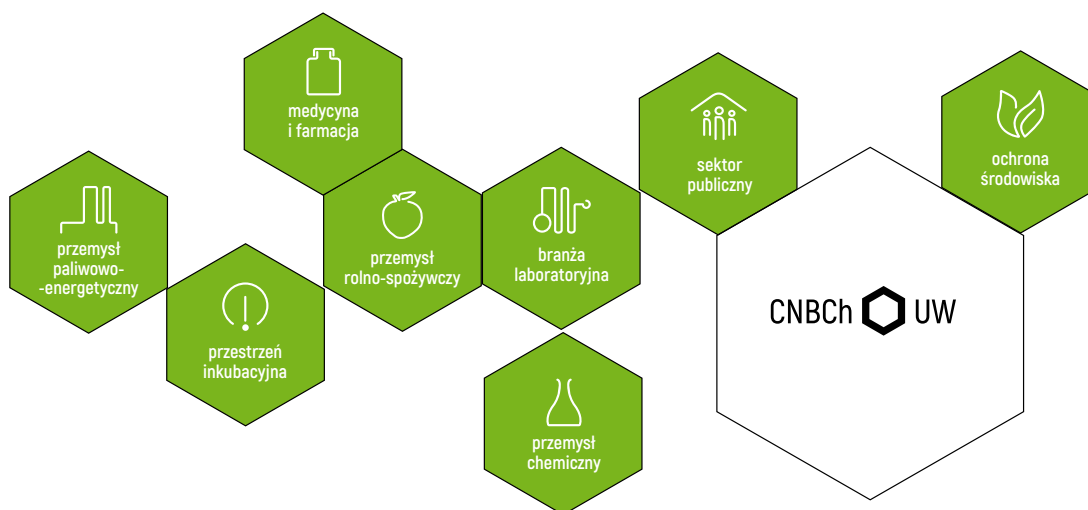 medycyna
i farmacja
sektor
publiczny
ochrona
środowiska
przemysł
paliwowo-
-energetyczny
przemysł
rolno-spożywczy
branża
laboratoryjna
przestrzeń
inkubacyjna
CNBCh UW
przemysł
chemiczny